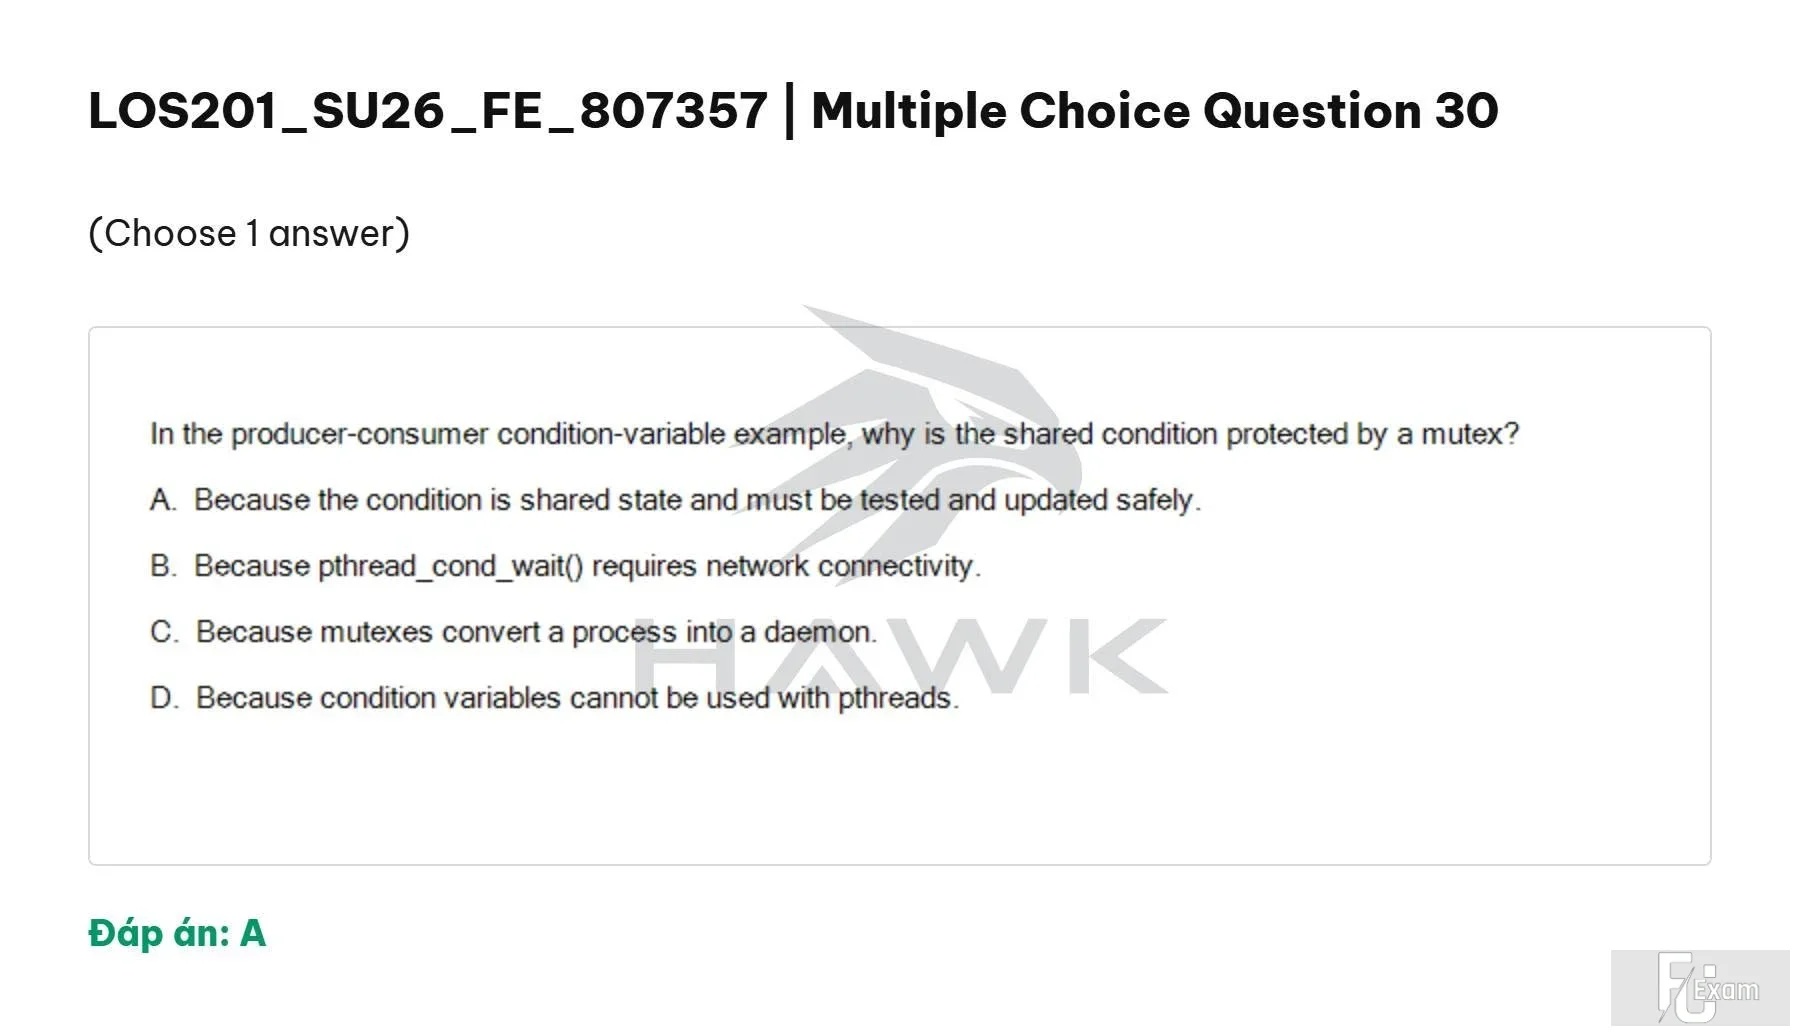 LOS201_SU26_FE_807357 | Multiple Choice Question 30
(Choose 1 answer)
In the producer-consumer condition-variable example, why is the shared condition protected by a mutex?
A. Because the condition is shared state and must be tested and updated safely.
B. Because pthread_cond_wait() requires network connectivity.
C. Because mutexes convert a process into a daemon.
D. Because condition variables cannot be used with pthreads.
HAWK
Đáp án: A
FU Exam